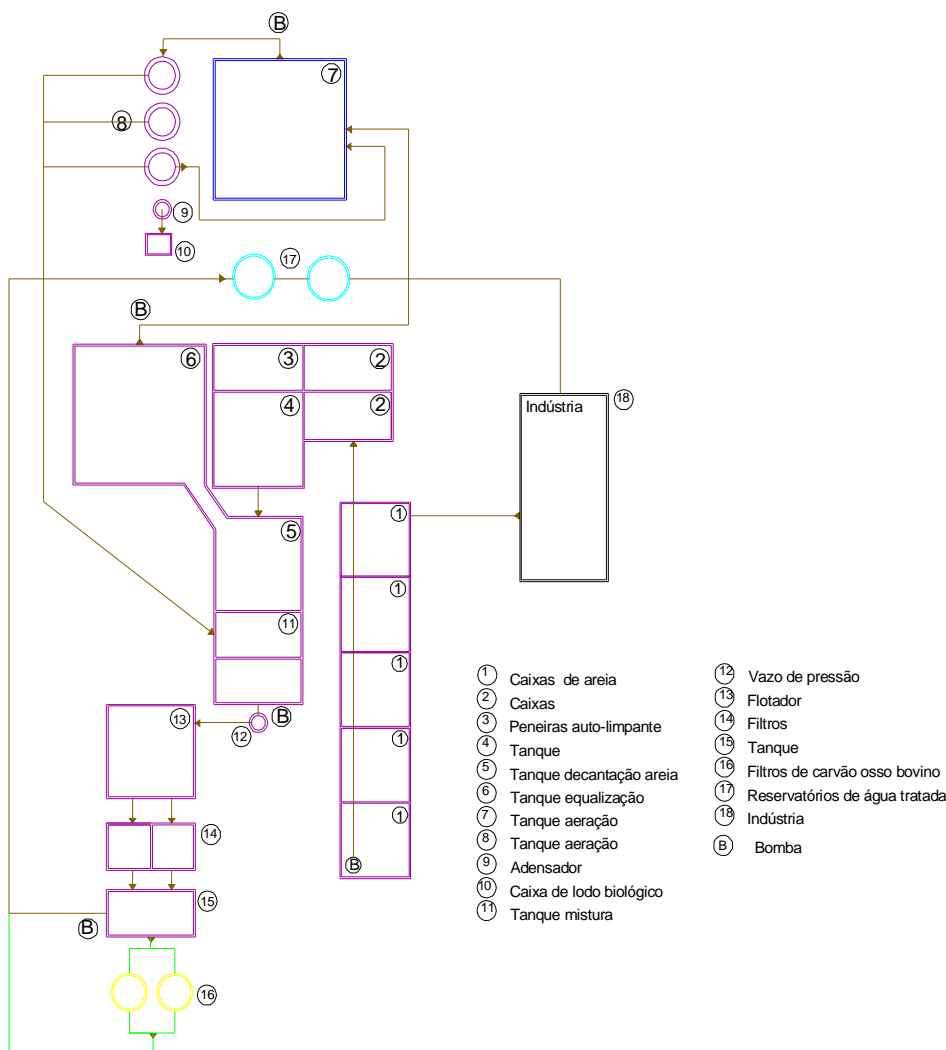 B
7
8
9
10
17
B
6
3
2
4
2
Indústria
18
5
1
1
11
1
13
12
B
1
14
1
B
15
B
16
1 Caixas de areia
2 Caixas
3 Peneiras auto-limpante
4 Tanque
5 Tanque decantação areia
6 Tanque equalização
7 Tanque aeração
8 Tanque aeração
9 Adensador
10 Caixa de lodo biológico
11 Tanque mistura
12 Vazo de pressão
13 Flotador
14 Filtros
15 Tanque
16 Filtros de carvão osso bovino
17 Reservatórios de água tratada
18 Indústria
B Bomba